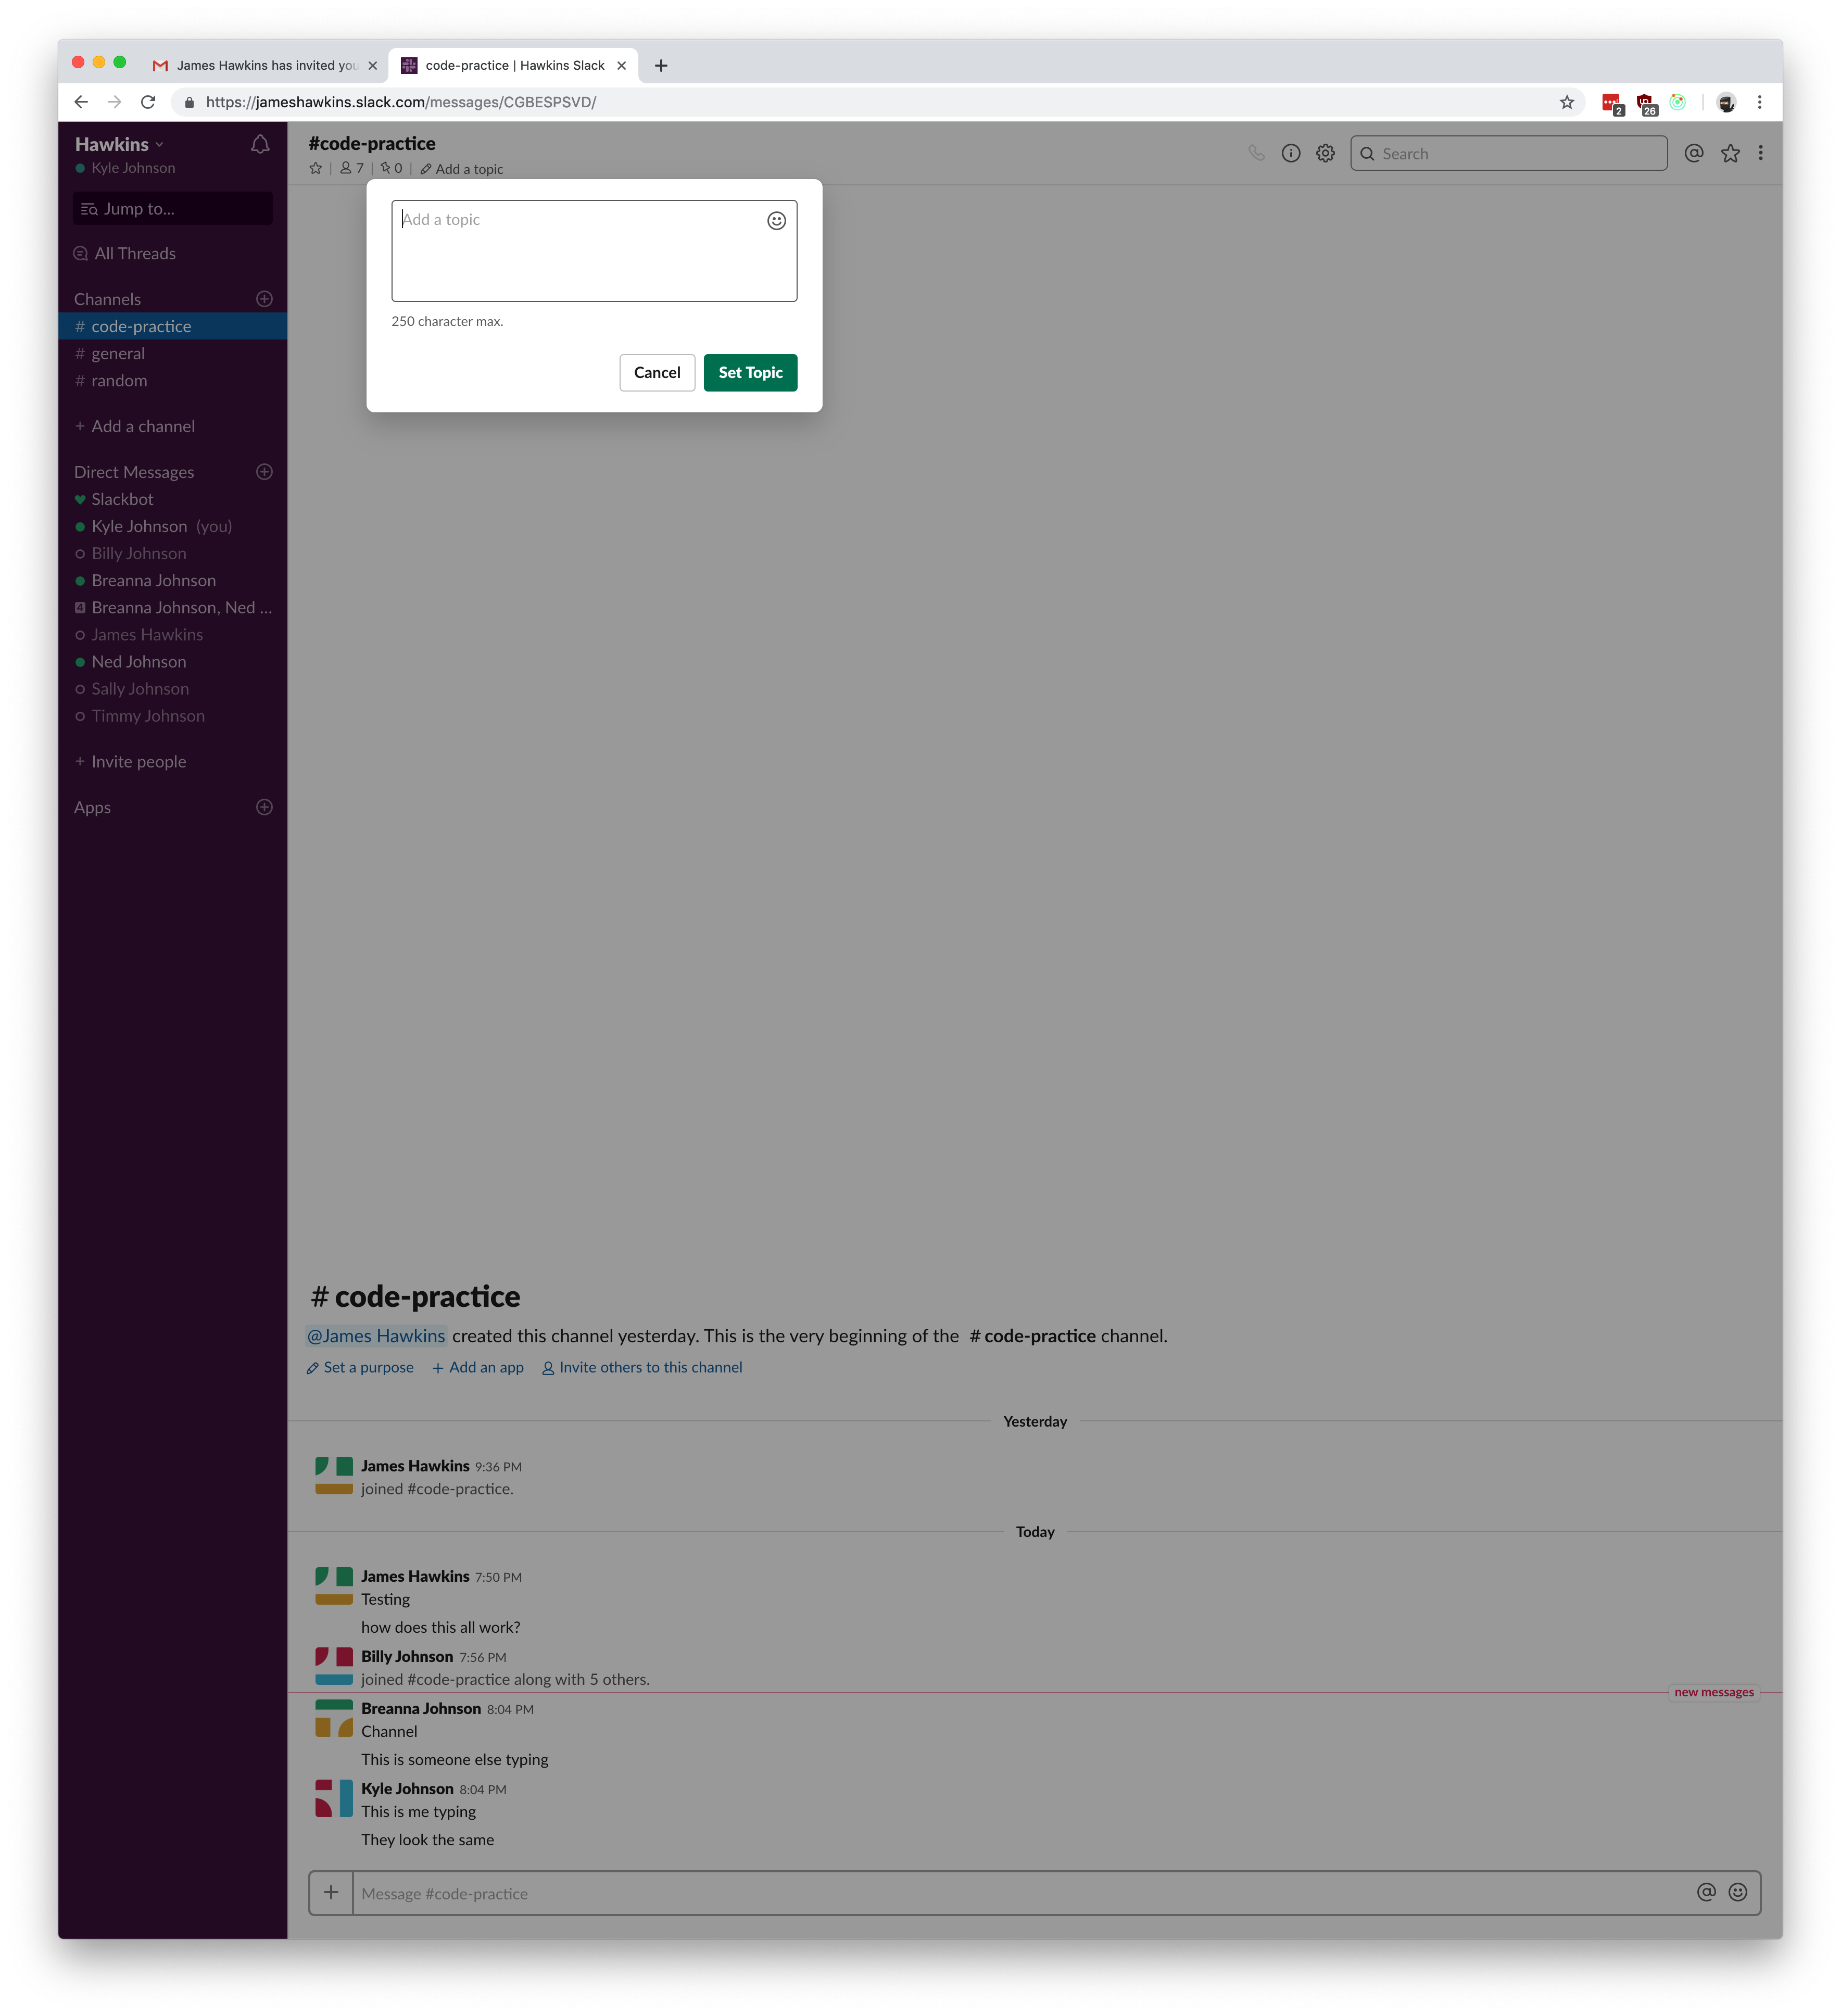 James Hawkins has invited you
code-practice | Hawkins Slack
https://jameshawkins.slack.com/messages/CGBESPSVD/
2
26
Hawkins
Kyle Johnson
Jump to...
All Threads
Channels
# code-practice
# general
# random
+ Add a channel
Direct Messages
Slackbot
Kyle Johnson (you)
Billy Johnson
Breanna Johnson
4 Breanna Johnson, Ned ...
James Hawkins
Ned Johnson
Sally Johnson
Timmy Johnson
+ Invite people
Apps
#code-practice
7 | 0 | Add a topic
Search
Add a topic
250 character max.
Cancel
Set Topic
# code-practice
@James Hawkins created this channel yesterday. This is the very beginning of the # code-practice channel.
Set a purpose + Add an app Invite others to this channel
Yesterday
James Hawkins 9:36 PM
joined #code-practice.
Today
James Hawkins 7:50 PM
Testing
how does this all work?
Billy Johnson 7:56 PM
joined #code-practice along with 5 others.
new messages
Breanna Johnson 8:04 PM
Channel
This is someone else typing
Kyle Johnson 8:04 PM
This is me typing
They look the same
Message #code-practice